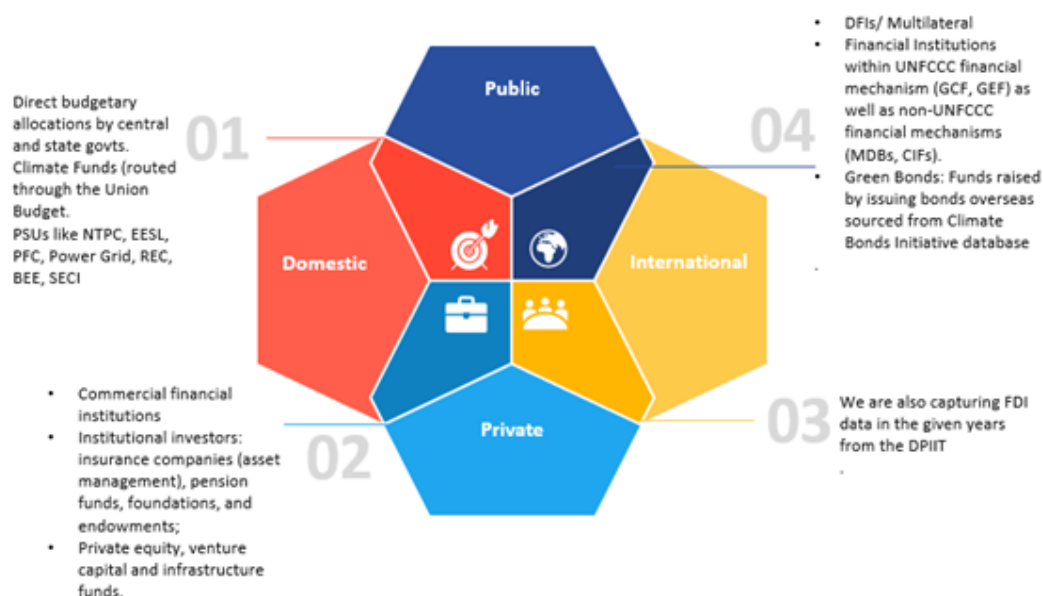 Public
Domestic
International
Private
01
Direct budgetary
allocations by central
and state govts.
Climate Funds (routed
through the Union
Budget.
PSUs like NTPC, EESL,
PFC, Power Grid, REC,
BEE, SECI
02
• Commercial financial
institutions
• Institutional investors:
insurance companies (asset
management), pension
funds, foundations, and
endowments;
• Private equity, venture
capital and infrastructure
funds.
03
We are also capturing FDI
data in the given years
from the DPIIT
.
04
• DFIs/ Multilateral
• Financial Institutions
within UNFCCC financial
mechanism (GCF, GEF) as
well as non-UNFCCC
financial mechanisms
(MDBs, CIFs).
• Green Bonds: Funds raised
by issuing bonds overseas
sourced from Climate
Bonds Initiative database
.